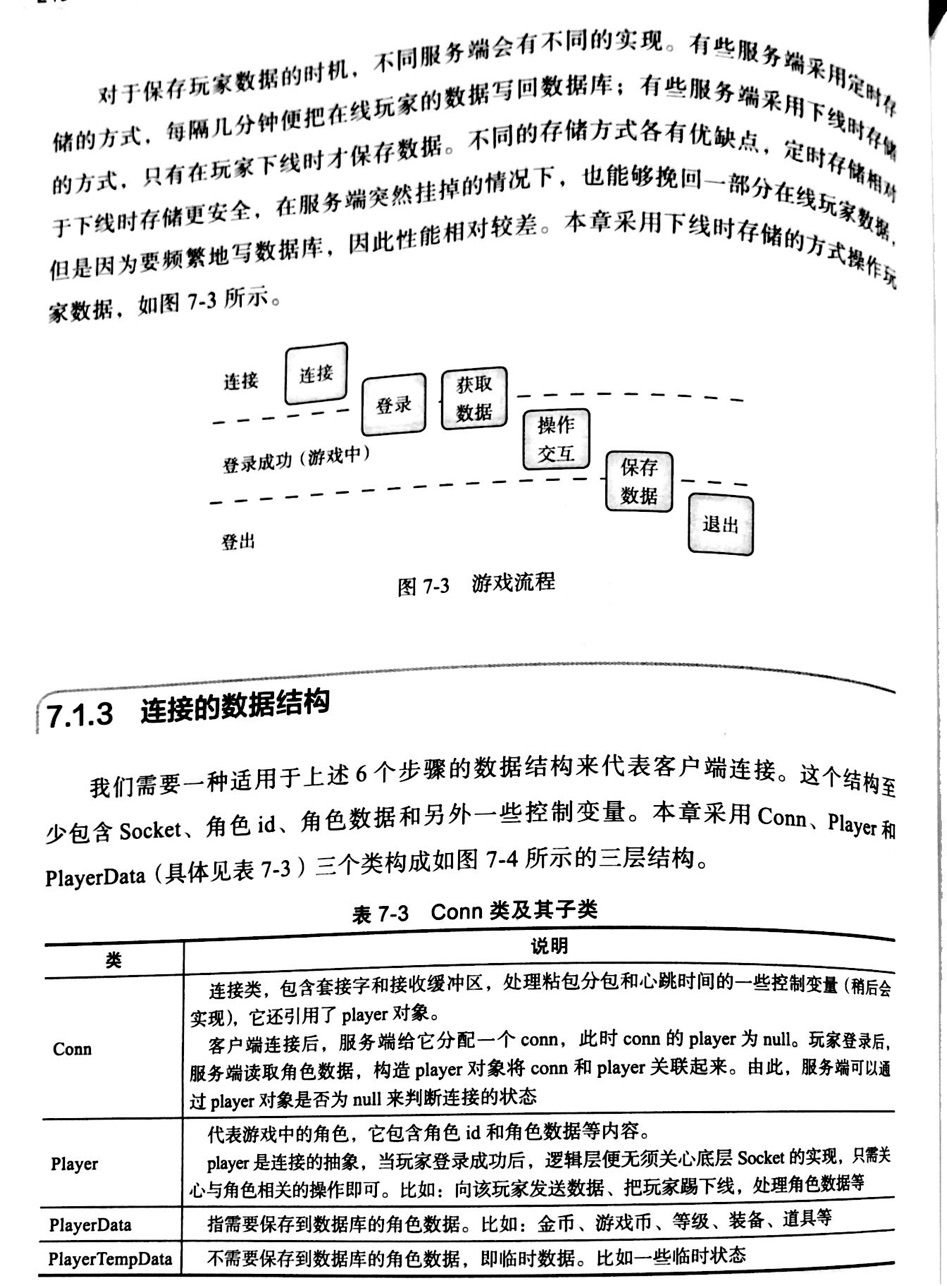 对于保存玩家数据的时机，不同服务端会有不同的实现。有些服务端采用定时存
储的方式，每隔几分钟便把在线玩家的数据写回数据库；有些服务端采用下线时存储
的方式，只有在玩家下线时才保存数据。不同的存储方式各有优缺点，定时存储相对
于下线时存储更安全，在服务端突然挂掉的情况下，也能够挽回一部分在线玩家数据，
但是因为要频繁地写数据库，因此性能相对较差。本章采用下线时存储的方式操作玩
家数据，如图 7-3 所示。
连接
连接
登录
获取
数据
登录成功（游戏中）
操作
交互
保存
数据
登出
退出
图 7-3 游戏流程
7.1.3 连接的数据结构
我们需要一种适用于上述 6 个步骤的数据结构来代表客户端连接。这个结构至
少包含 Socket、角色 id、角色数据和另外一些控制变量。本章采用 Conn、Player 和
PlayerData（具体见表 7-3）三个类构成如图 7-4 所示的三层结构。
表 7-3 Conn 类及其子类
类 说明
连接类，包含套接字和接收缓冲区，处理粘包分包和心跳时间的一些控制变量（稍后会
实现），它还引用了 player 对象。
Conn
客户端连接后，服务端给它分配一个 conn，此时 conn 的 player 为 null。玩家登录后，
服务端读取角色数据，构造 player 对象将 conn 和 player 关联起来。由此，服务端可以通
过 player 对象是否为 null 来判断连接的状态
代表游戏中的角色，它包含角色 id 和角色数据等内容。
Player
player 是连接的抽象，当玩家登录成功后，逻辑层便无须关心底层 Socket 的实现，只需关
心与角色相关的操作即可。比如：向该玩家发送数据、把玩家踢下线，处理角色数据等
PlayerData 指需要保存到数据库的角色数据。比如：金币、游戏币、等级、装备、道具等
PlayerTempData 不需要保存到数据库的角色数据，即临时数据。比如一些临时状态